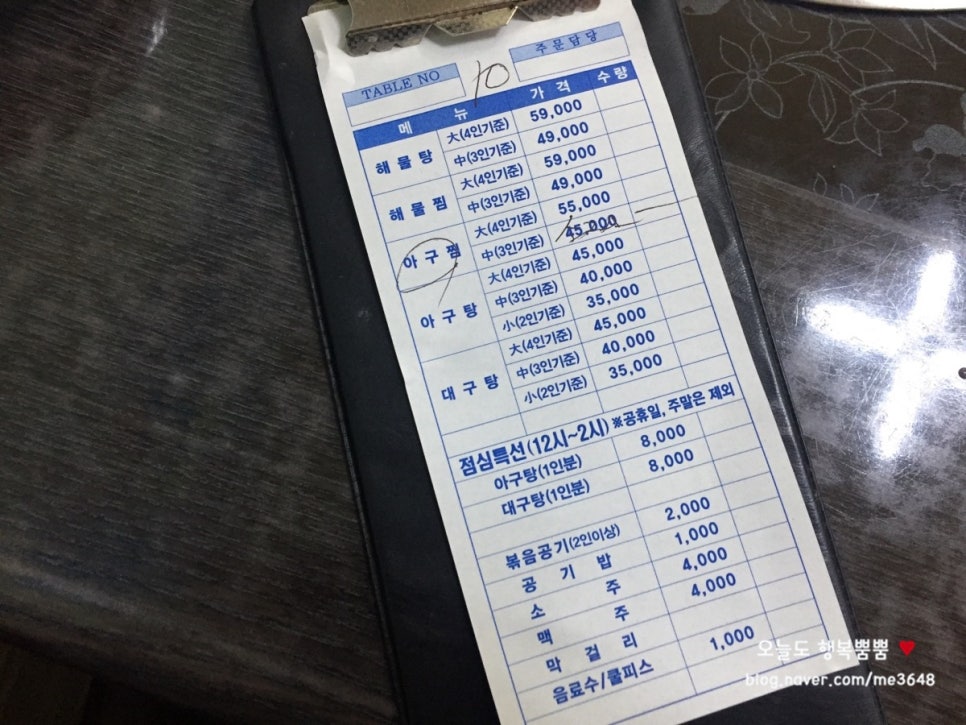 TABLE NO 10 주문담당
메 뉴 가 격 수 량
해 물 탕 大(4인기준) 59,000
中(3인기준) 49,000
해 물 찜 大(4인기준) 59,000
中(3인기준) 49,000
아 구 찜 大(4인기준) 55,000
中(3인기준) 45,000
아 구 탕 大(4인기준) 45,000
中(3인기준) 40,000
小(2인기준) 35,000
대 구 탕 大(4인기준) 45,000
中(3인기준) 40,000
小(2인기준) 35,000
점심특선(12시~2시) ※공휴일, 주말은 제외
아구탕(1인분) 8,000
대구탕(1인분) 8,000
볶음공기(2인이상) 2,000
공 기 밥 1,000
소 주 4,000
맥 주 4,000
막 걸 리
음료수/쿨피스 1,000
오늘도 행복뿜뿜 ♥
blog.naver.com/me3648